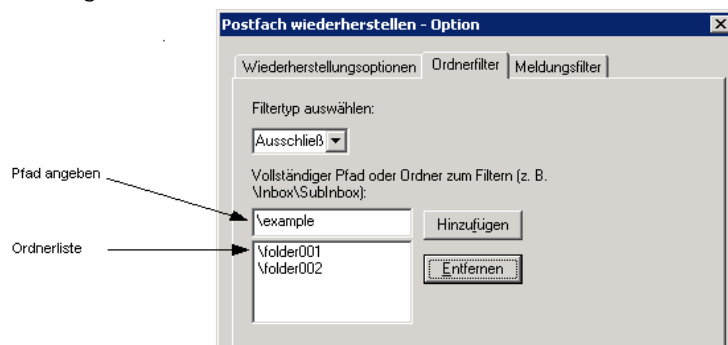 Postfach wiederherstellen - Option
Wiederherstellungsoptionen Ordnerfilter Meldungsfilter
Filtertyp auswählen:
Ausschließ
Pfad angeben
Vollständiger Pfad oder Ordner zum Filtern (z. B.
\Inbox\SubInbox):
\example
Hinzufügen
Ordnerliste
\folder001
\folder002
Entfernen